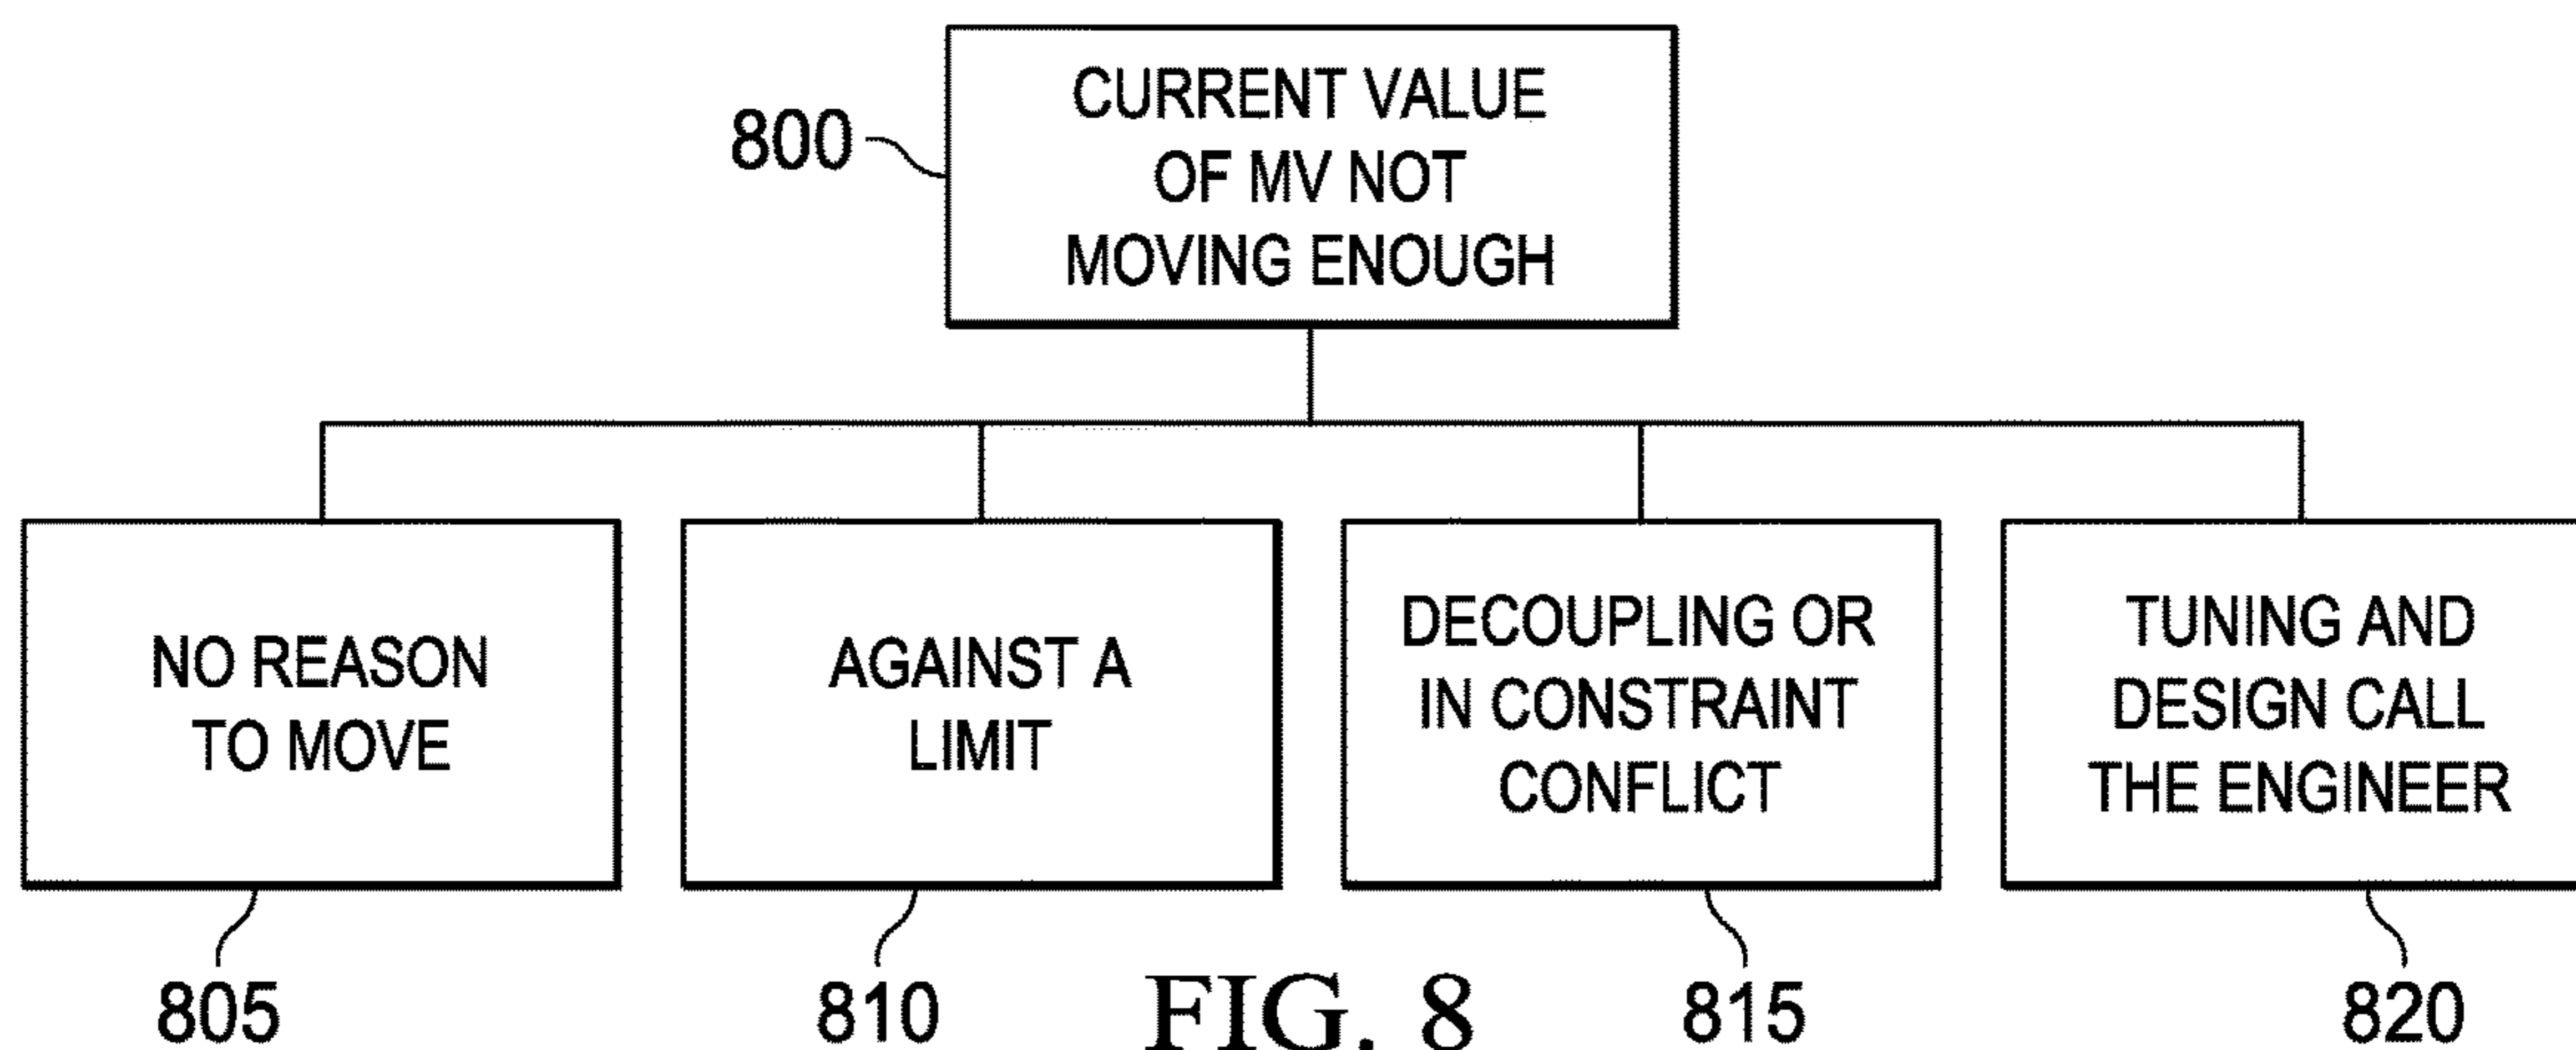 CURRENT VALUE
OF MV NOT
MOVING ENOUGH
800
NO REASON
TO MOVE
AGAINST A
LIMIT
DECOUPLING OR
IN CONSTRAINT
CONFLICT
TUNING AND
DESIGN CALL
THE ENGINEER
805
810
815
820
FIG. 8